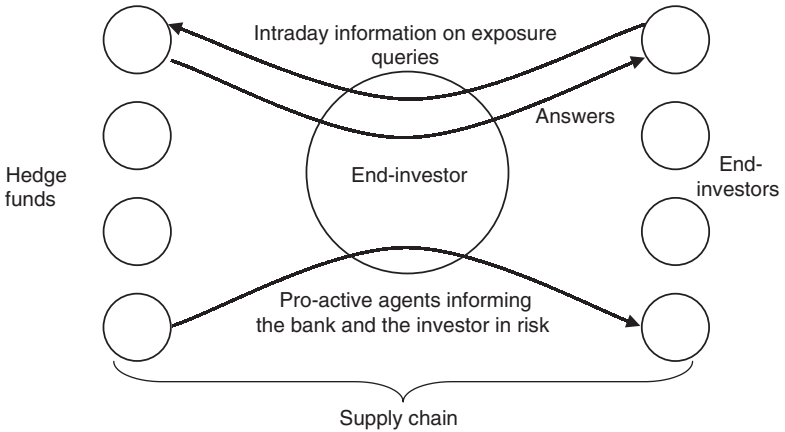 Intraday information on exposure
queries
Answers
Hedge
funds
End-investor
End-
investors
Pro-active agents informing
the bank and the investor in risk
Supply chain